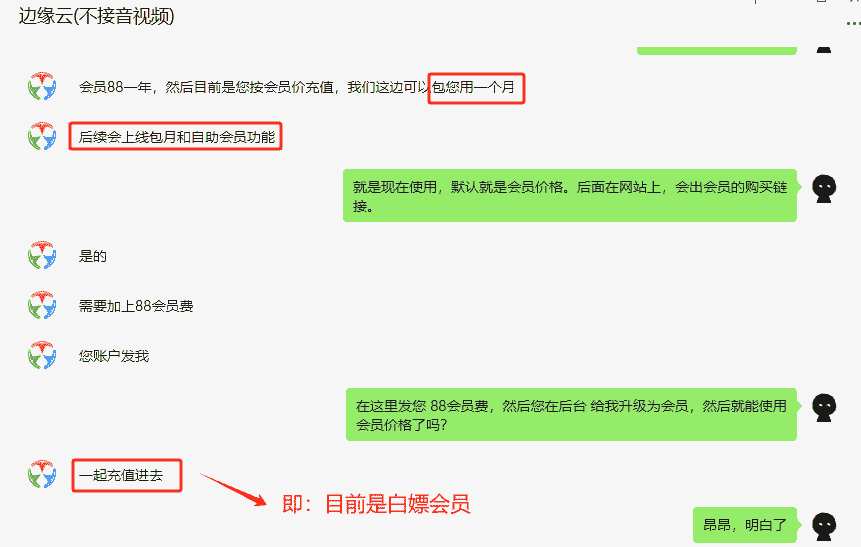 边缘云(不接音视频)
会员88一年，然后目前是您按会员价充值，我们这边可以包您用一个月
后续会上线包月和自助会员功能
就是现在使用，默认就是会员价格。后面在网站上，会出会员的购买链
接。
是的
需要加上88会员费
您账户发我
在这里发您 88会员费，然后您在后台 给我升级为会员，然后就能使用
会员价格了吗？
一起充值进去
即：目前是白嫖会员
昂昂，明白了